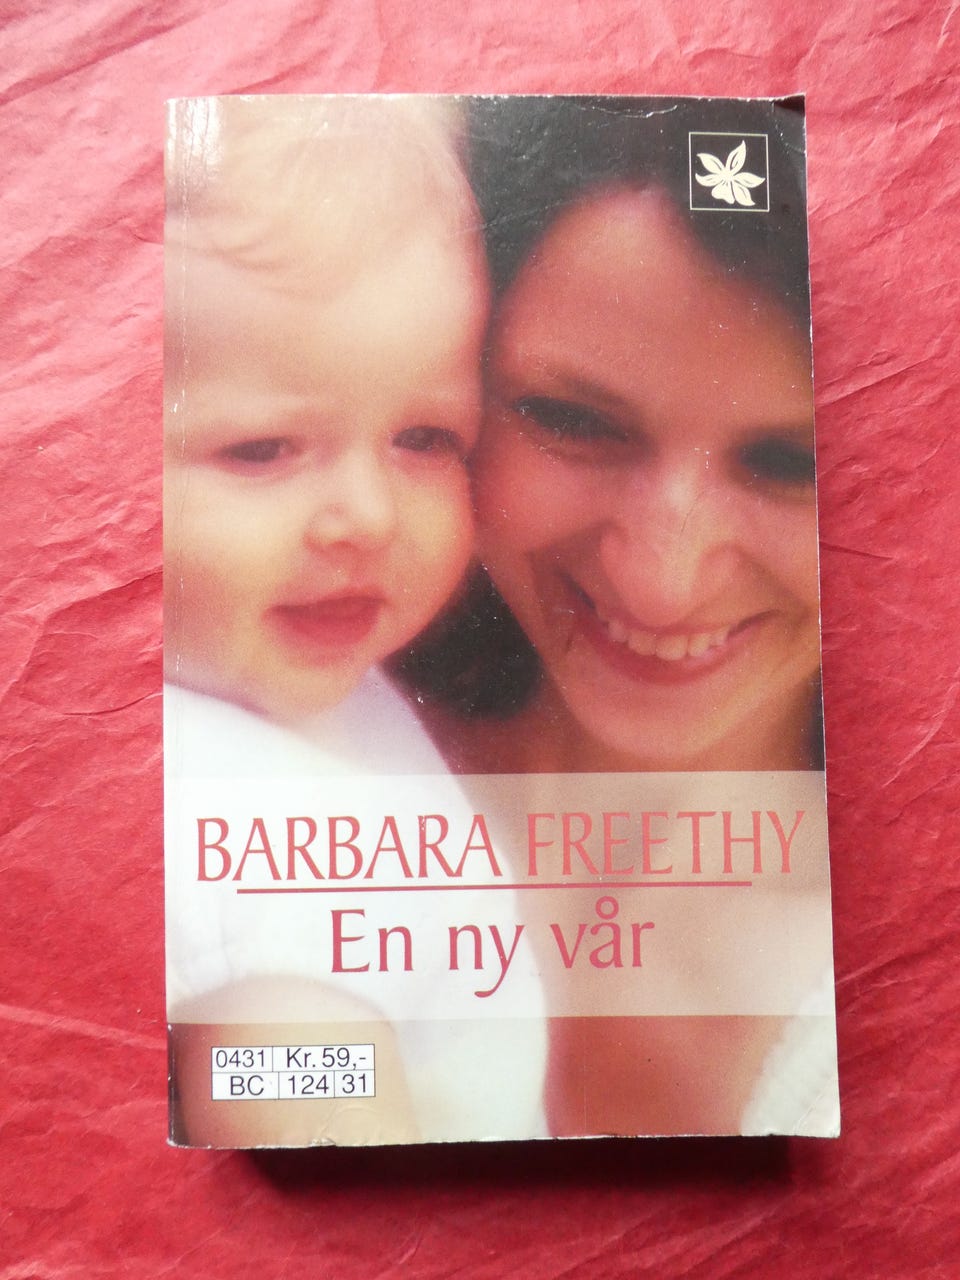 BARBARA FREETHY
En ny vår
0431 Kr. 59,-
BC 124 31